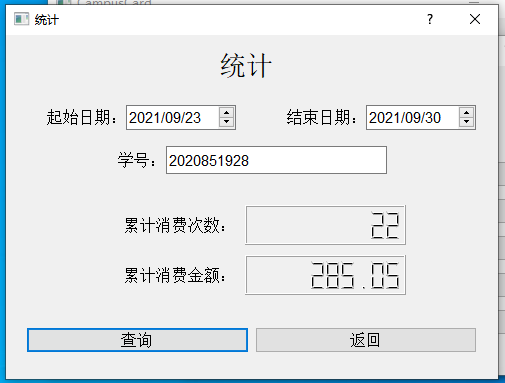 CampusCard
统计
统计
起始日期： 2021/09/23 结束日期： 2021/09/30
学号： 2020851928
累计消费次数： 22
累计消费金额： 285.05
查询 返回